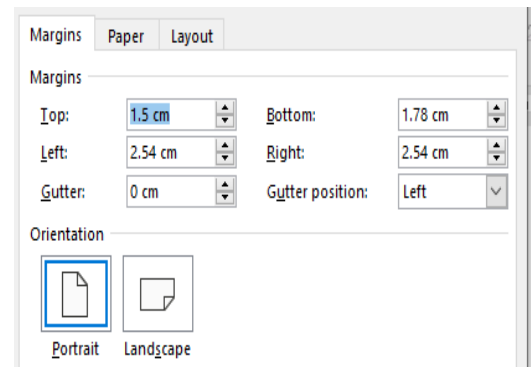 Margins Paper Layout
Margins
Top: 1.5 cm Bottom: 1.78 cm
Left: 2.54 cm Right: 2.54 cm
Gutter: 0 cm Gutter position: Left
Orientation
Portrait Landscape